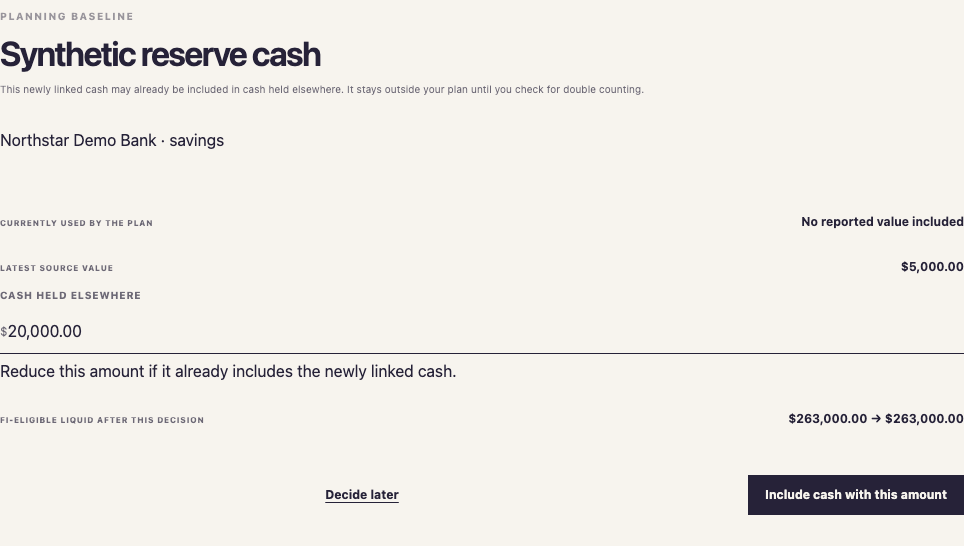 PLANNING BASELINE
Synthetic reserve cash
This newly linked cash may already be included in cash held elsewhere. It stays outside your plan until you check for double counting.
Northstar Demo Bank · savings
CURRENTLY USED BY THE PLAN
No reported value included
LATEST SOURCE VALUE
$5,000.00
CASH HELD ELSEWHERE
$20,000.00
Reduce this amount if it already includes the newly linked cash.
FI-ELIGIBLE LIQUID AFTER THIS DECISION
$263,000.00 → $263,000.00
Decide later
Include cash with this amount